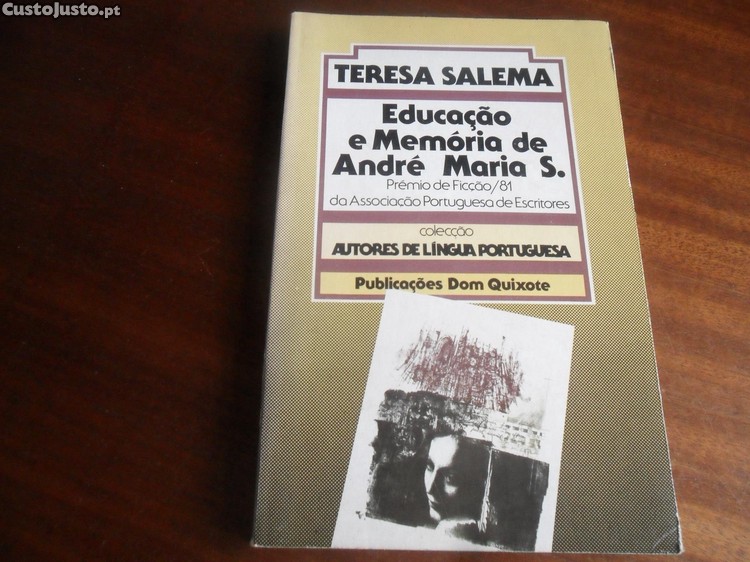 CustoJusto.pt
TERESA SALEMA
Educação
e Memória de
André Maria S.
Prémio de Ficção/81
da Associação Portuguesa de Escritores
colecção
AUTORES DE LÍNGUA PORTUGUESA
Publicações Dom Quixote